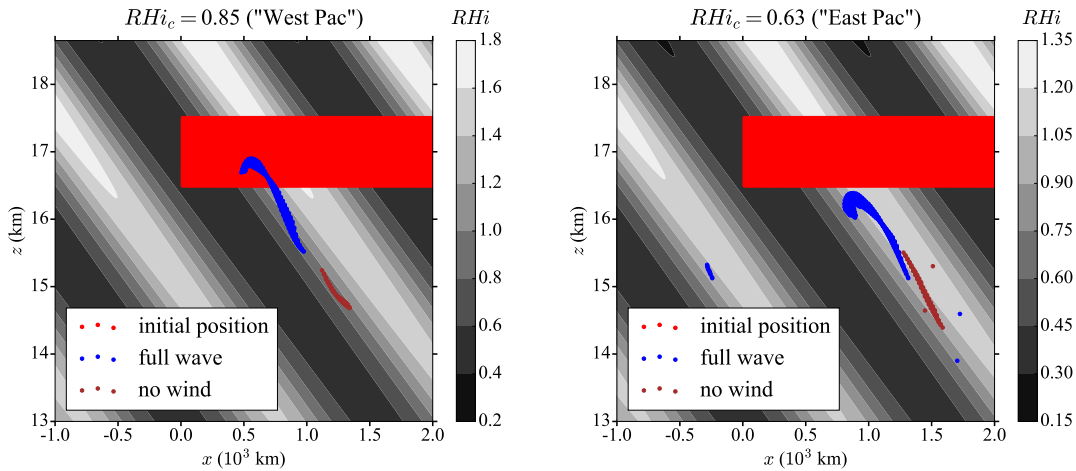 RHi_c = 0.85 ("West Pac")
RHi
18
17
16
15
14
13
z (km)
-1.0 -0.5 0.0 0.5 1.0 1.5 2.0
x (10^3 km)
initial position
full wave
no wind
1.8
1.6
1.4
1.2
1.0
0.8
0.6
0.4
0.2
RHi_c = 0.63 ("East Pac")
RHi
18
17
16
15
14
13
z (km)
-1.0 -0.5 0.0 0.5 1.0 1.5 2.0
x (10^3 km)
initial position
full wave
no wind
1.35
1.20
1.05
0.90
0.75
0.60
0.45
0.30
0.15